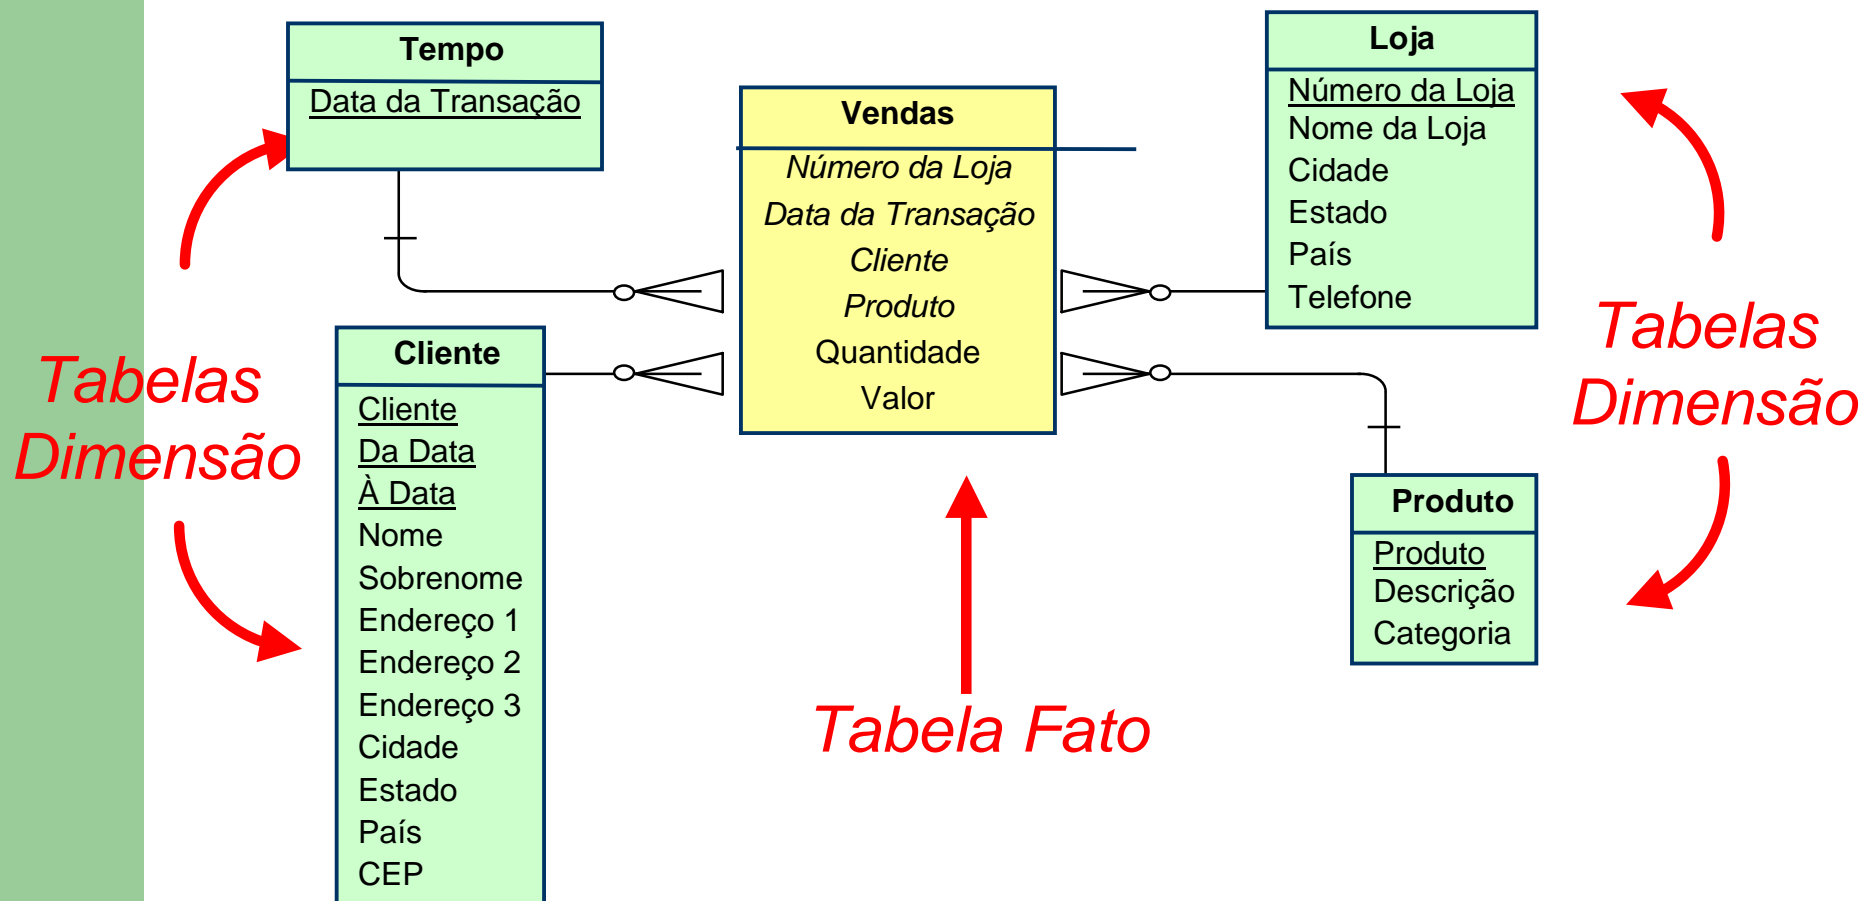 Tempo
Data da Transação
Loja
Número da Loja
Nome da Loja
Cidade
Estado
País
Telefone
Vendas
Número da Loja
Data da Transação
Cliente
Produto
Quantidade
Valor
Tabelas
Dimensão
Cliente
Cliente
Da Data
À Data
Nome
Sobrenome
Endereço 1
Endereço 2
Endereço 3
Cidade
Estado
País
CEP
Tabelas
Dimensão
Produto
Produto
Descrição
Categoria
Tabela Fato